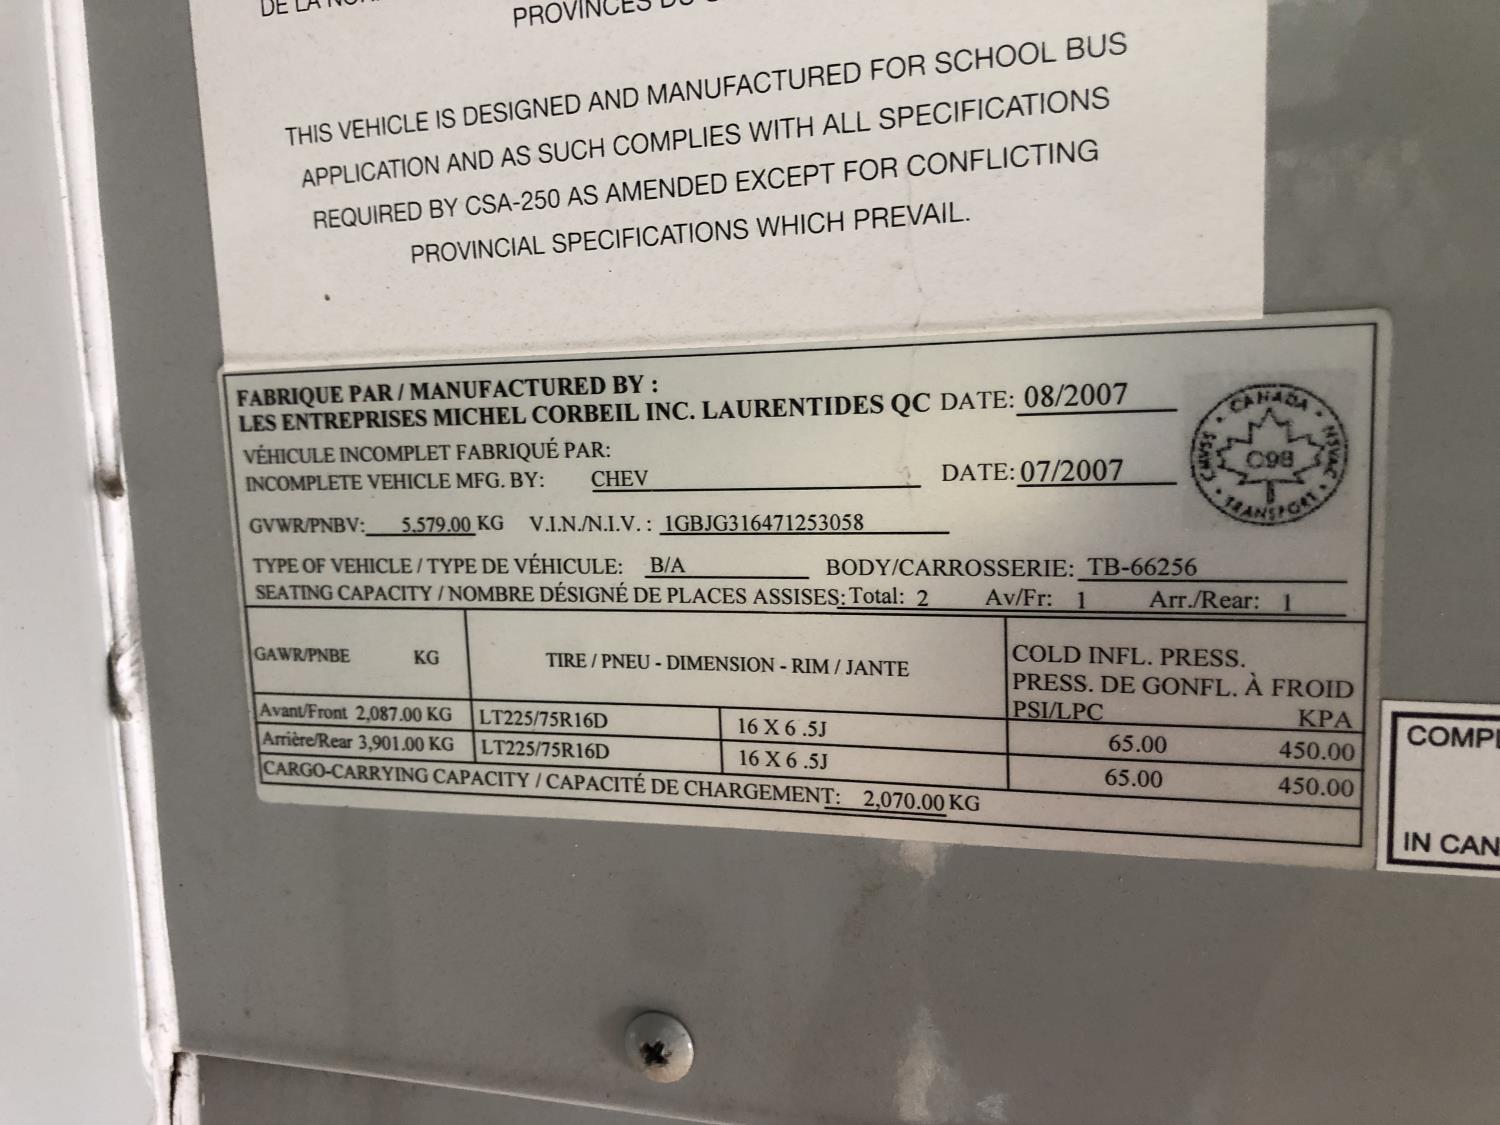 DE LA
PROVINCES DU
THIS VEHICLE IS DESIGNED AND MANUFACTURED FOR SCHOOL BUS
APPLICATION AND AS SUCH COMPLIES WITH ALL SPECIFICATIONS
REQUIRED BY CSA-250 AS AMENDED EXCEPT FOR CONFLICTING
PROVINCIAL SPECIFICATIONS WHICH PREVAIL.
FABRIQUE PAR / MANUFACTURED BY :
LES ENTREPRISES MICHEL CORBEIL INC. LAURENTIDES QC DATE: 08/2007
VÉHICULE INCOMPLET FABRIQUÉ PAR:
INCOMPLETE VEHICLE MFG. BY: CHEV DATE: 07/2007
CANADA
C98
TRANSPORT
NSVAC
CMVSS
GVWR/PNBV: 5,579.00 KG V.I.N./N.I.V. : 1GBJG316471253058
TYPE OF VEHICLE / TYPE DE VÉHICULE: B/A BODY/CARROSSERIE: TB-66256
SEATING CAPACITY / NOMBRE DÉSIGNÉ DE PLACES ASSISES: Total: 2 Av/Fr: 1 Arr./Rear: 1
GAWR/PNBE KG TIRE / PNEU - DIMENSION - RIM / JANTE COLD INFL. PRESS.
PRESS. DE GONFL. À FROID
PSI/LPC KPA
Avant/Front 2,087.00 KG LT225/75R16D 16 X 6 .5J 65.00 450.00
Arrière/Rear 3,901.00 KG LT225/75R16D 16 X 6 .5J 65.00 450.00
CARGO-CARRYING CAPACITY / CAPACITÉ DE CHARGEMENT: 2,070.00 KG
COMPL
IN CAN